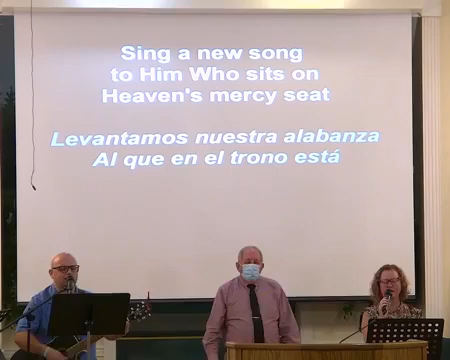 Sing a new song
to Him Who sits on
Heaven's mercy seat
Levantamos nuestra alabanza
Al que en el trono está